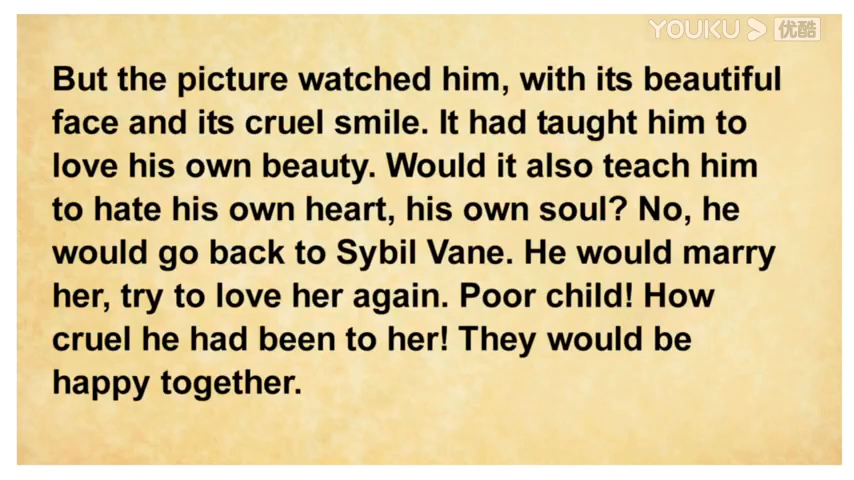 YOUKU 优酷
But the picture watched him, with its beautiful
face and its cruel smile. It had taught him to
love his own beauty. Would it also teach him
to hate his own heart, his own soul? No, he
would go back to Sybil Vane. He would marry
her, try to love her again. Poor child! How
cruel he had been to her! They would be
happy together.